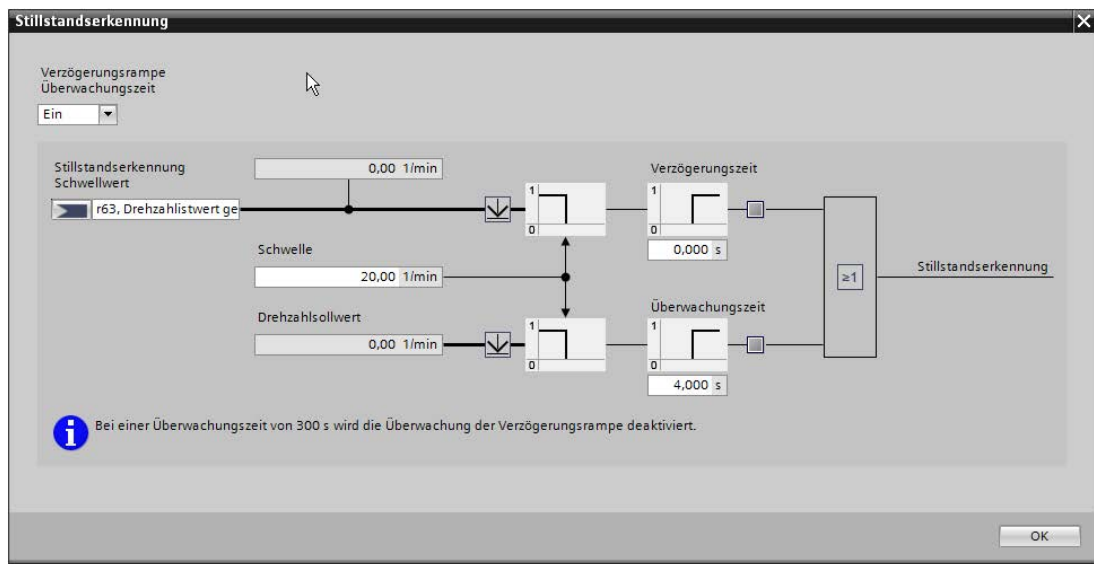 Stillstandserkennung
Verzögerungsrampe
Überwachungszeit
Ein
Stillstandserkennung
Schwellwert
r63, Drehzahlistwert ge
0,00 1/min
Schwelle
20,00 1/min
Drehzahlsollwert
0,00 1/min
1
0
1
0
Verzögerungszeit
1
0
0,000 s
Überwachungszeit
1
0
4,000 s
≥1
Stillstandserkennung
Bei einer Überwachungszeit von 300 s wird die Überwachung der Verzögerungsrampe deaktiviert.
OK